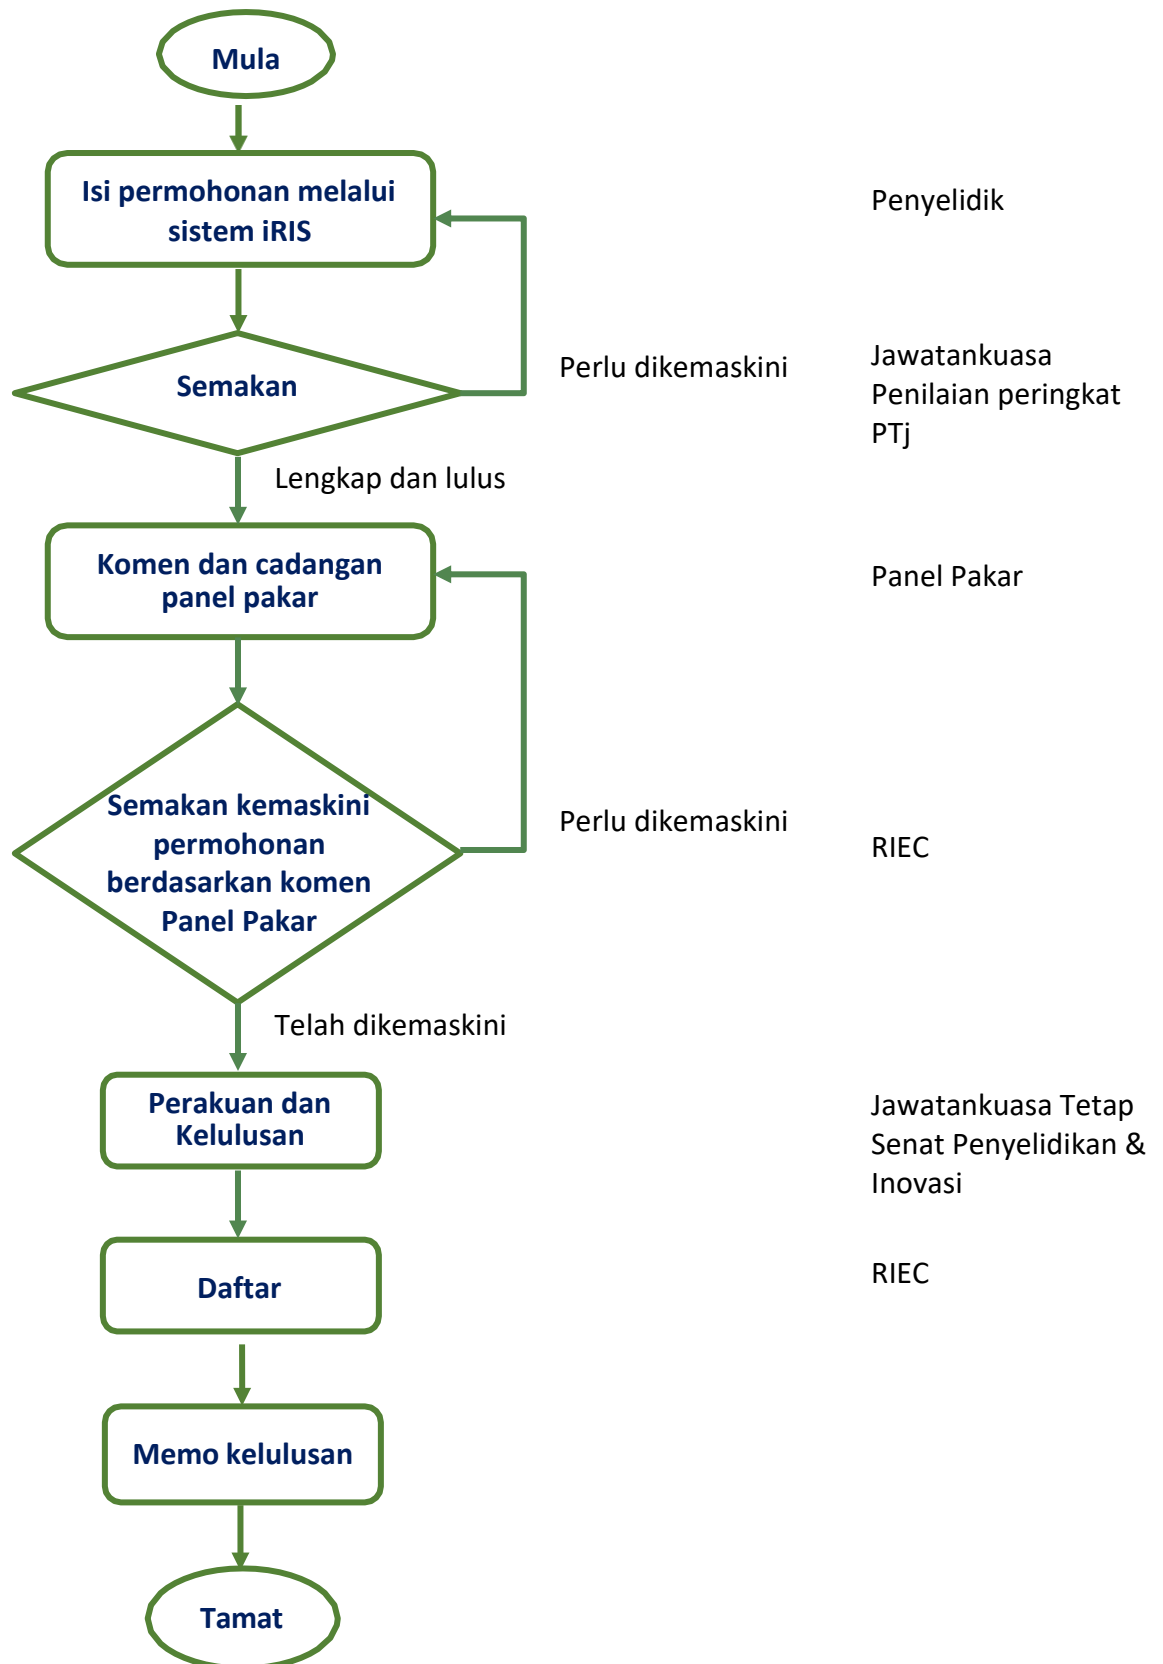 Mula
Isi permohonan melalui
sistem iRIS
Penyelidik
Semakan
Perlu dikemaskini
Jawatankuasa
Penilaian peringkat
PTj
Lengkap dan lulus
Komen dan cadangan
panel pakar
Panel Pakar
Semakan kemaskini
permohonan
berdasarkan komen
Panel Pakar
Perlu dikemaskini
RIEC
Telah dikemaskini
Perakuan dan
Kelulusan
Jawatankuasa Tetap
Senat Penyelidikan &
Inovasi
Daftar
RIEC
Memo kelulusan
Tamat